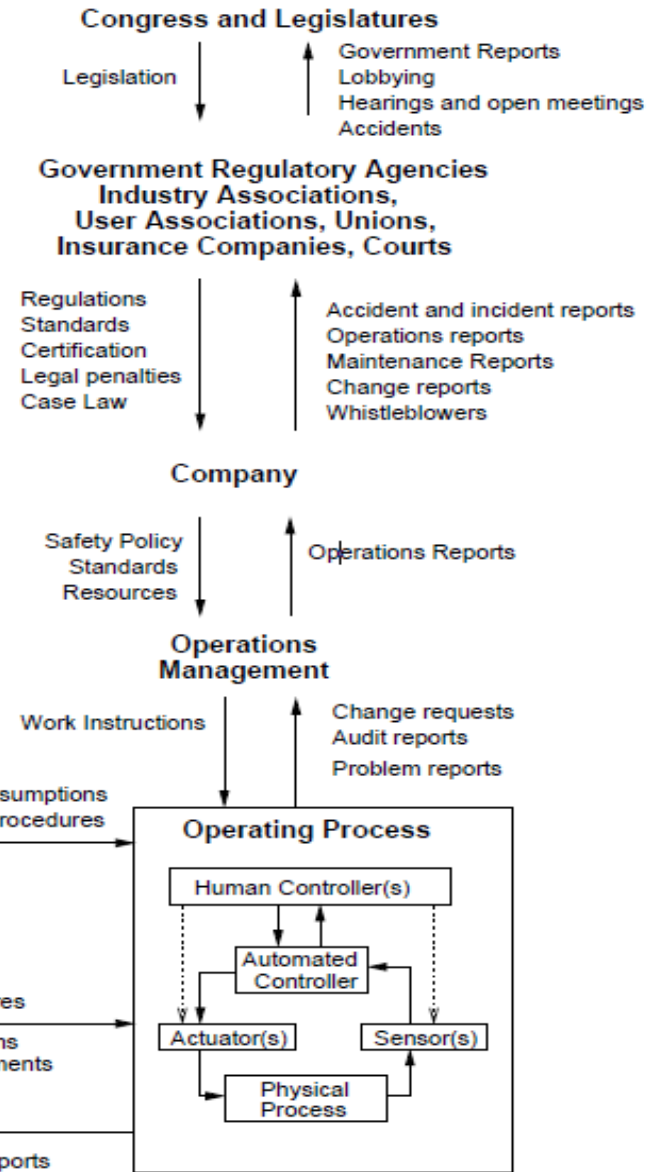 Congress and Legislatures
Legislation
Government Reports
Lobbying
Hearings and open meetings
Accidents
Government Regulatory Agencies
Industry Associations,
User Associations, Unions,
Insurance Companies, Courts
Regulations
Standards
Certification
Legal penalties
Case Law
Accident and incident reports
Operations reports
Maintenance Reports
Change reports
Whistleblowers
Company
Safety Policy
Standards
Resources
Operations Reports
Operations
Management
Work Instructions
Change requests
Audit reports
Problem reports
Operating Process
Human Controller(s)
Automated
Controller
Actuator(s)
Sensor(s)
Physical
Process